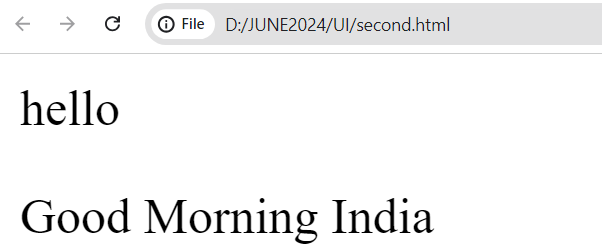 File D:/JUNE2024/UI/second.html
hello
Good Morning India